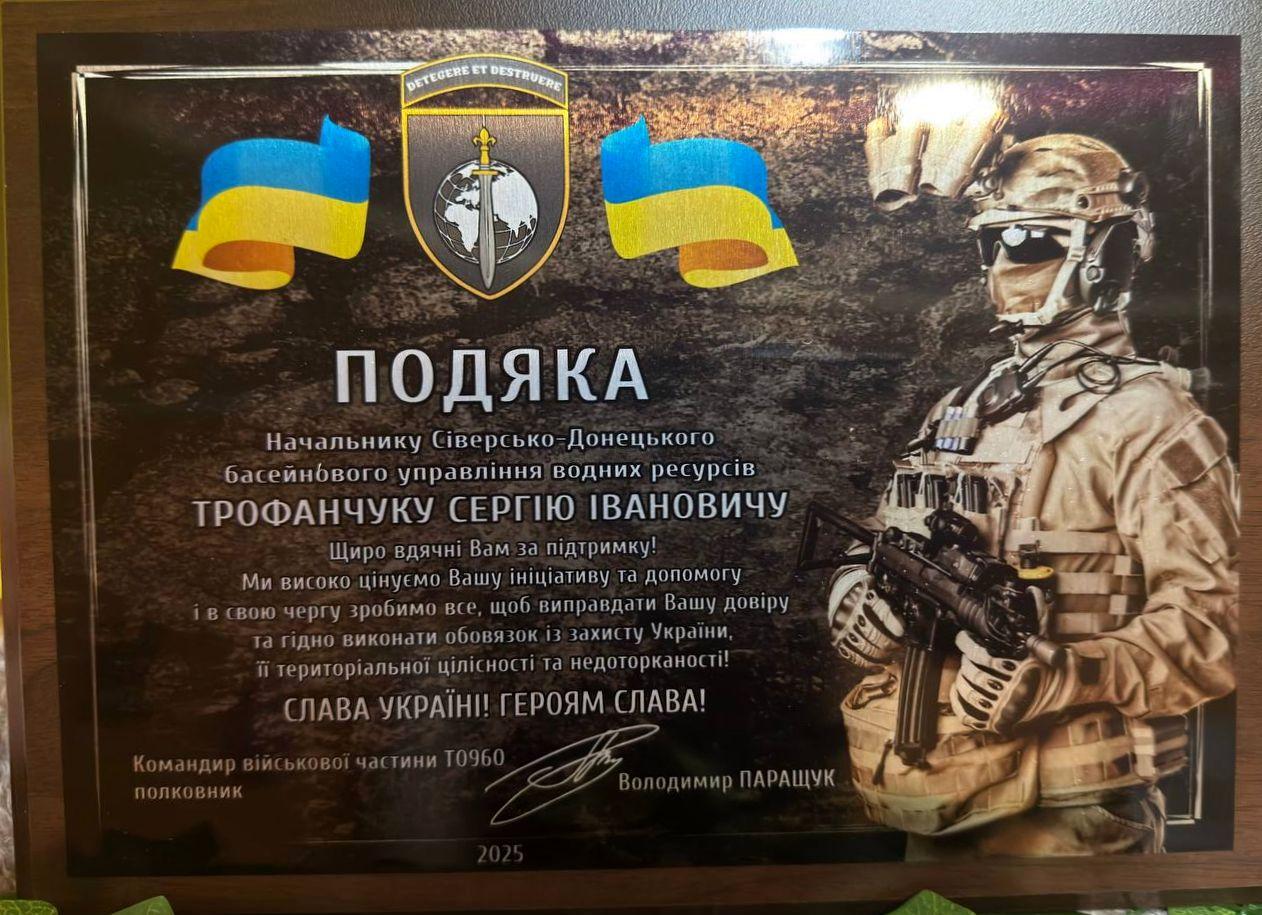 DETEGERE ET DESTRUERE
ПОДЯКА
Начальнику Сіверсько-Донецького
басейнового управління водних ресурсів
ТРОФАНЧУКУ СЕРГІЮ ІВАНОВИЧУ
Щиро вдячні Вам за підтримку!
Ми високо цінуємо Вашу ініціативу та допомогу
і в свою чергу зробимо все, щоб виправдати Вашу довіру
та гідно виконати обовязок із захисту України,
її територіальної цілісності та недоторканості!
СЛАВА УКРАЇНІ! ГЕРОЯМ СЛАВА!
Командир військової частини Т0960
полковник
Володимир ПАРАЩУК
2025